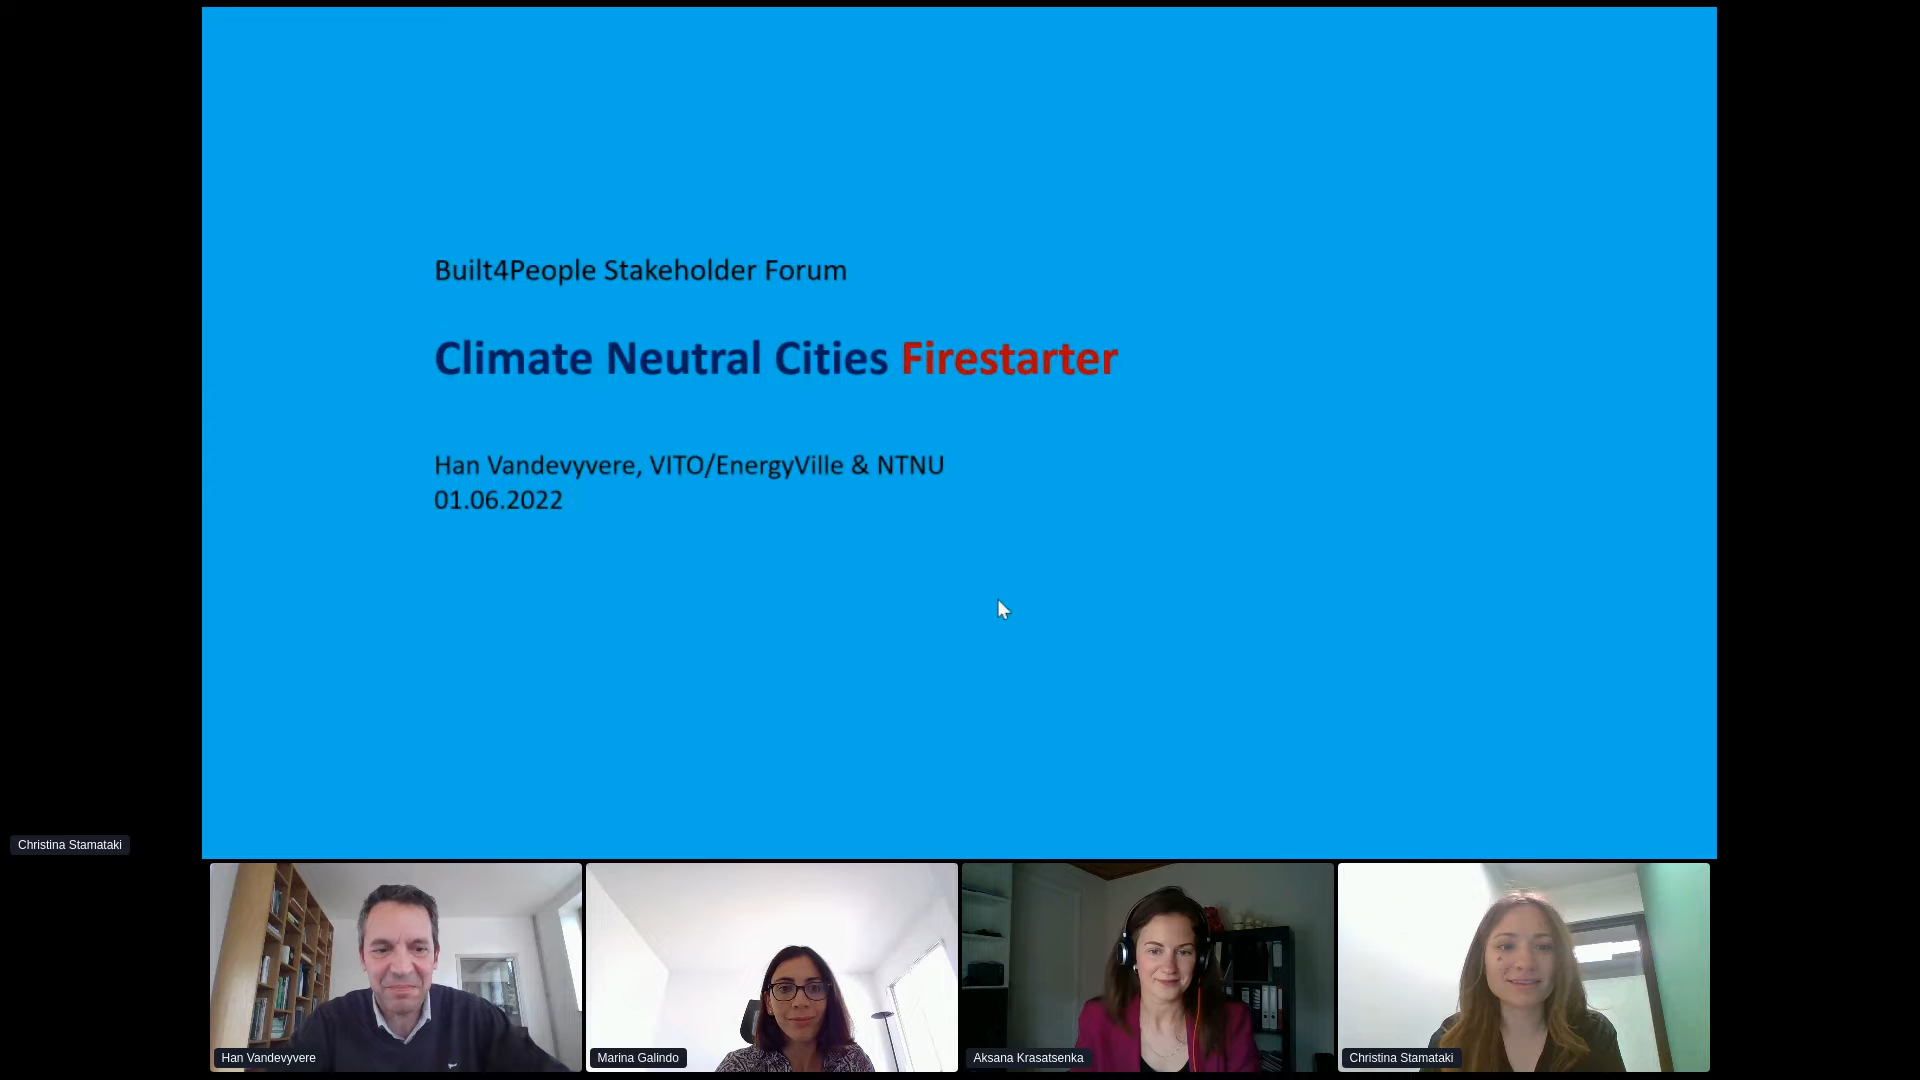 Built4People Stakeholder Forum
Climate Neutral Cities Firestarter
Han Vandevyvere, VITO/EnergyVille & NTNU
01.06.2022
Christina Stamataki
Han Vandevyvere
Marina Galindo
Aksana Krasatsenka
Christina Stamataki